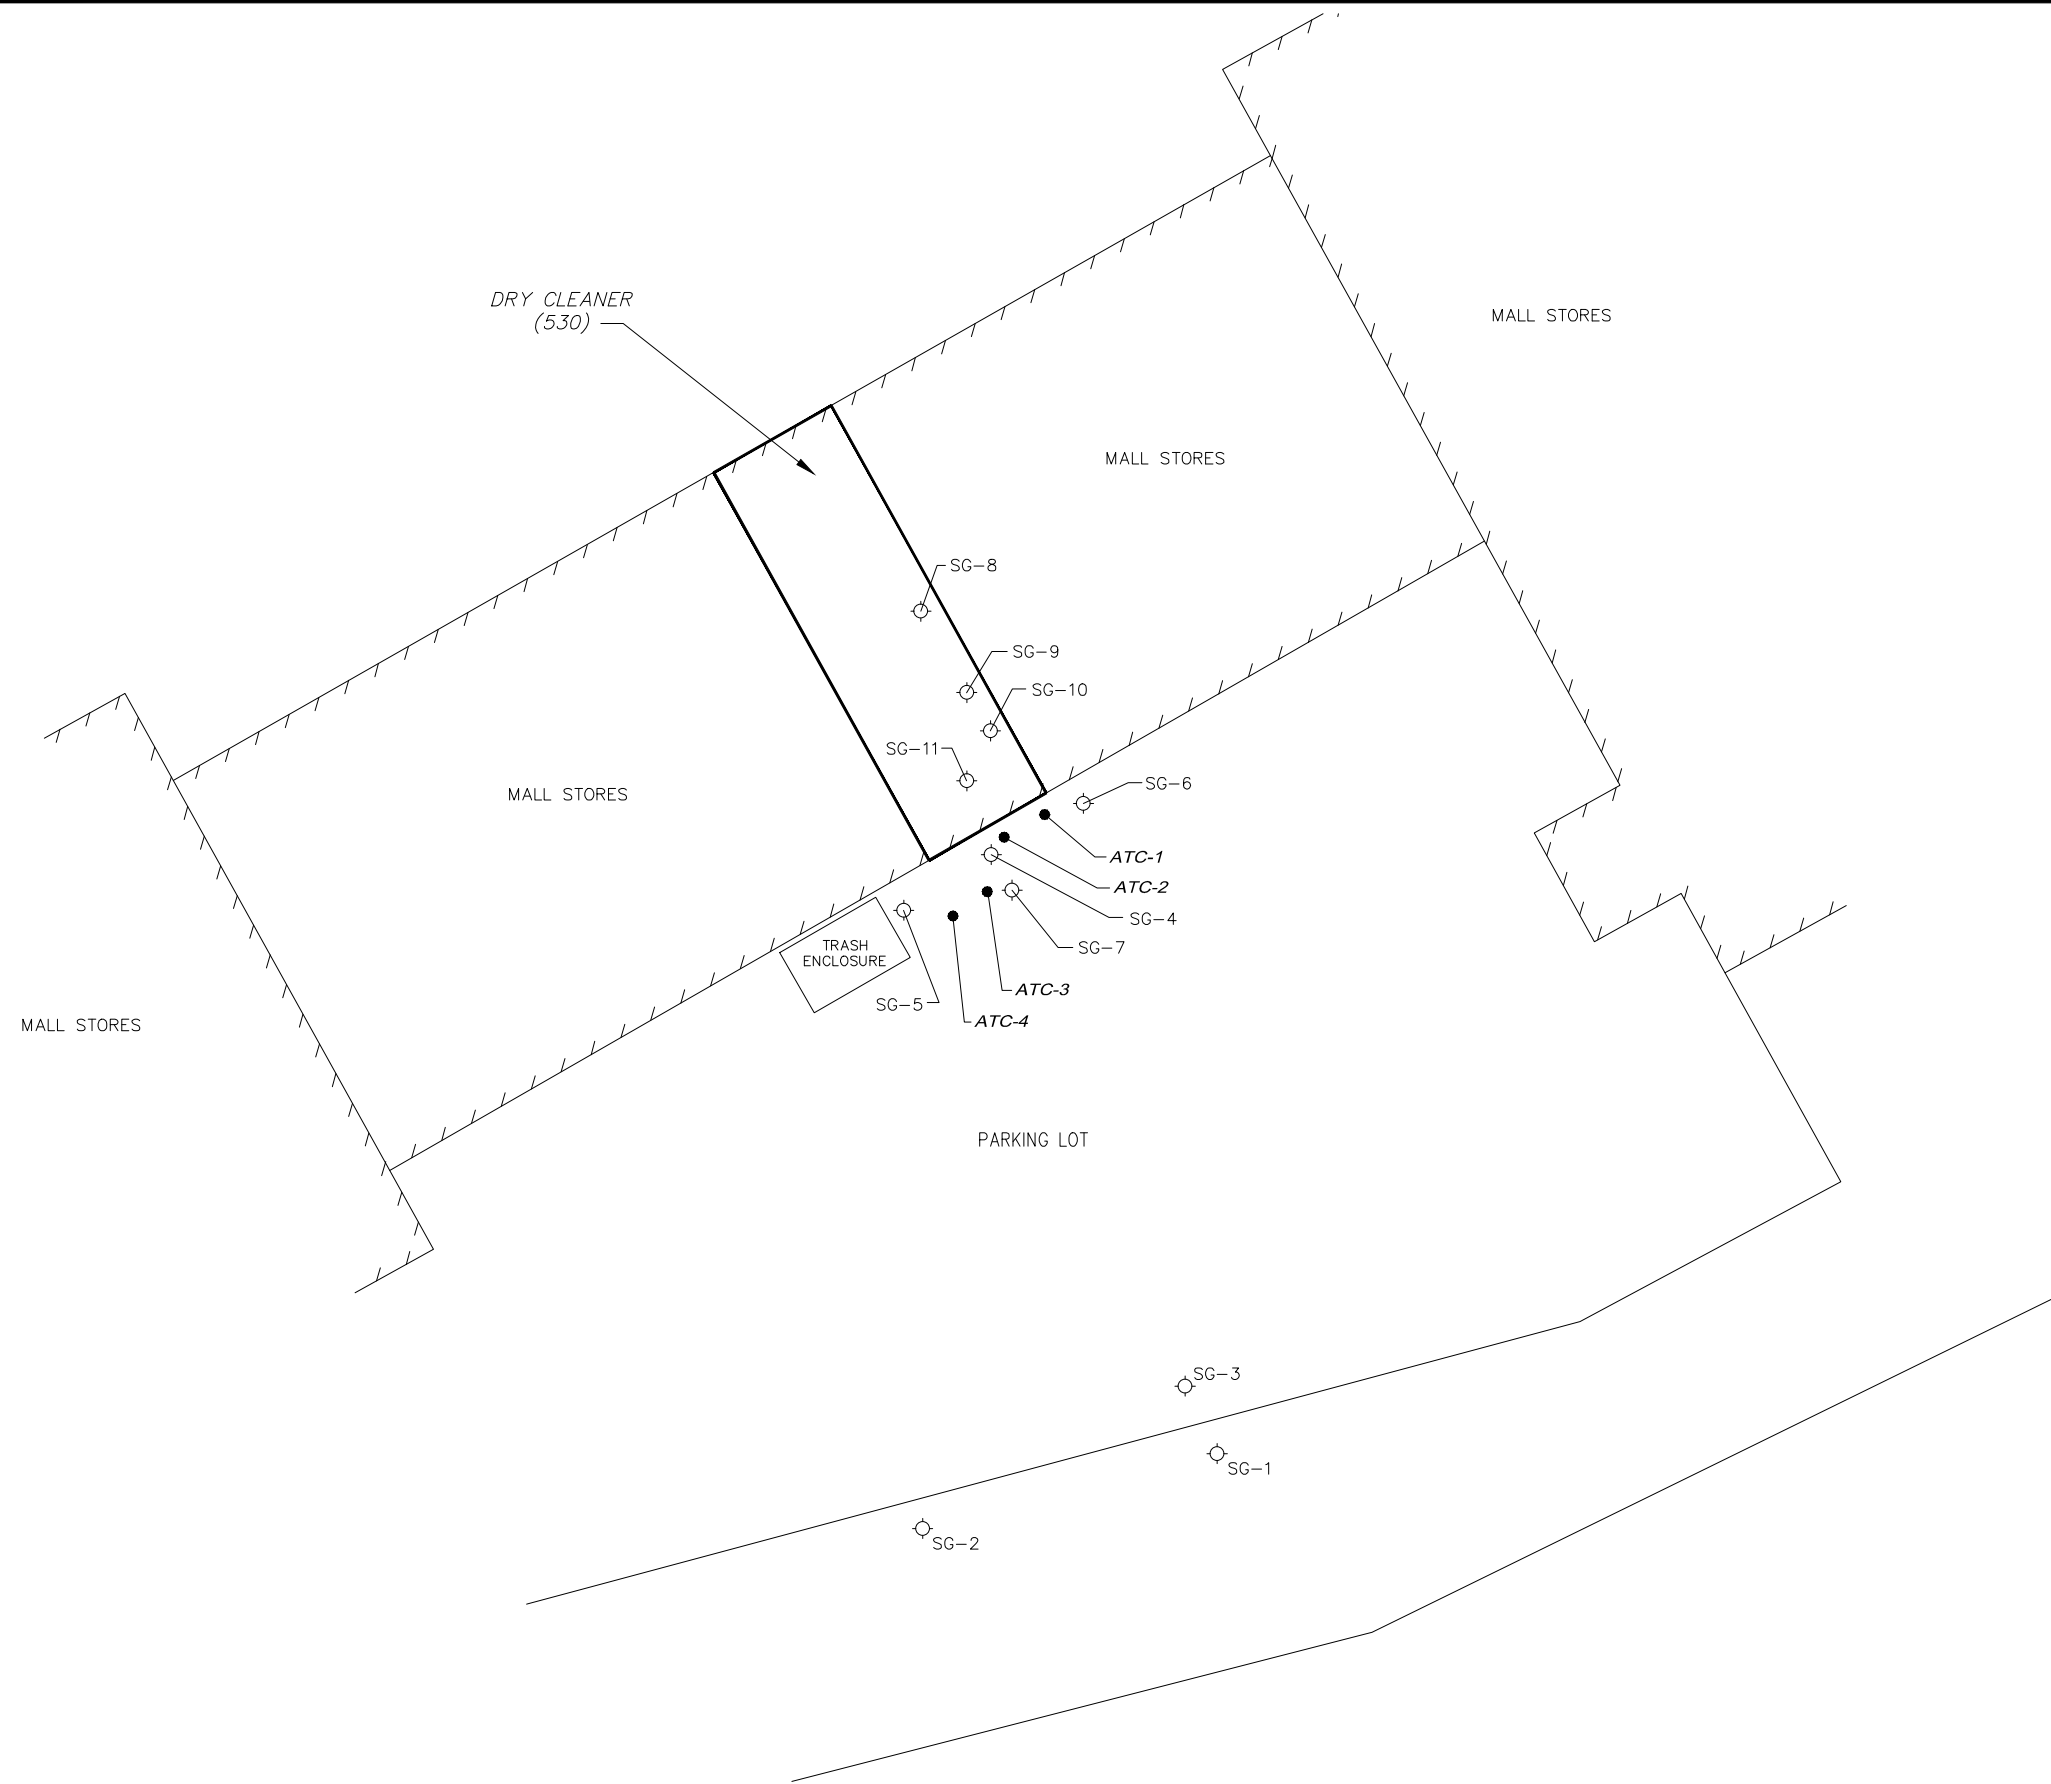 DRY CLEANER
(530)
MALL STORES
MALL STORES
SG-8
SG-9
SG-10
SG-11
SG-6
MALL STORES
ATC-1
ATC-2
SG-4
SG-7
TRASH
ENCLOSURE
ATC-3
SG-5
ATC-4
MALL STORES
PARKING LOT
SG-3
SG-1
SG-2